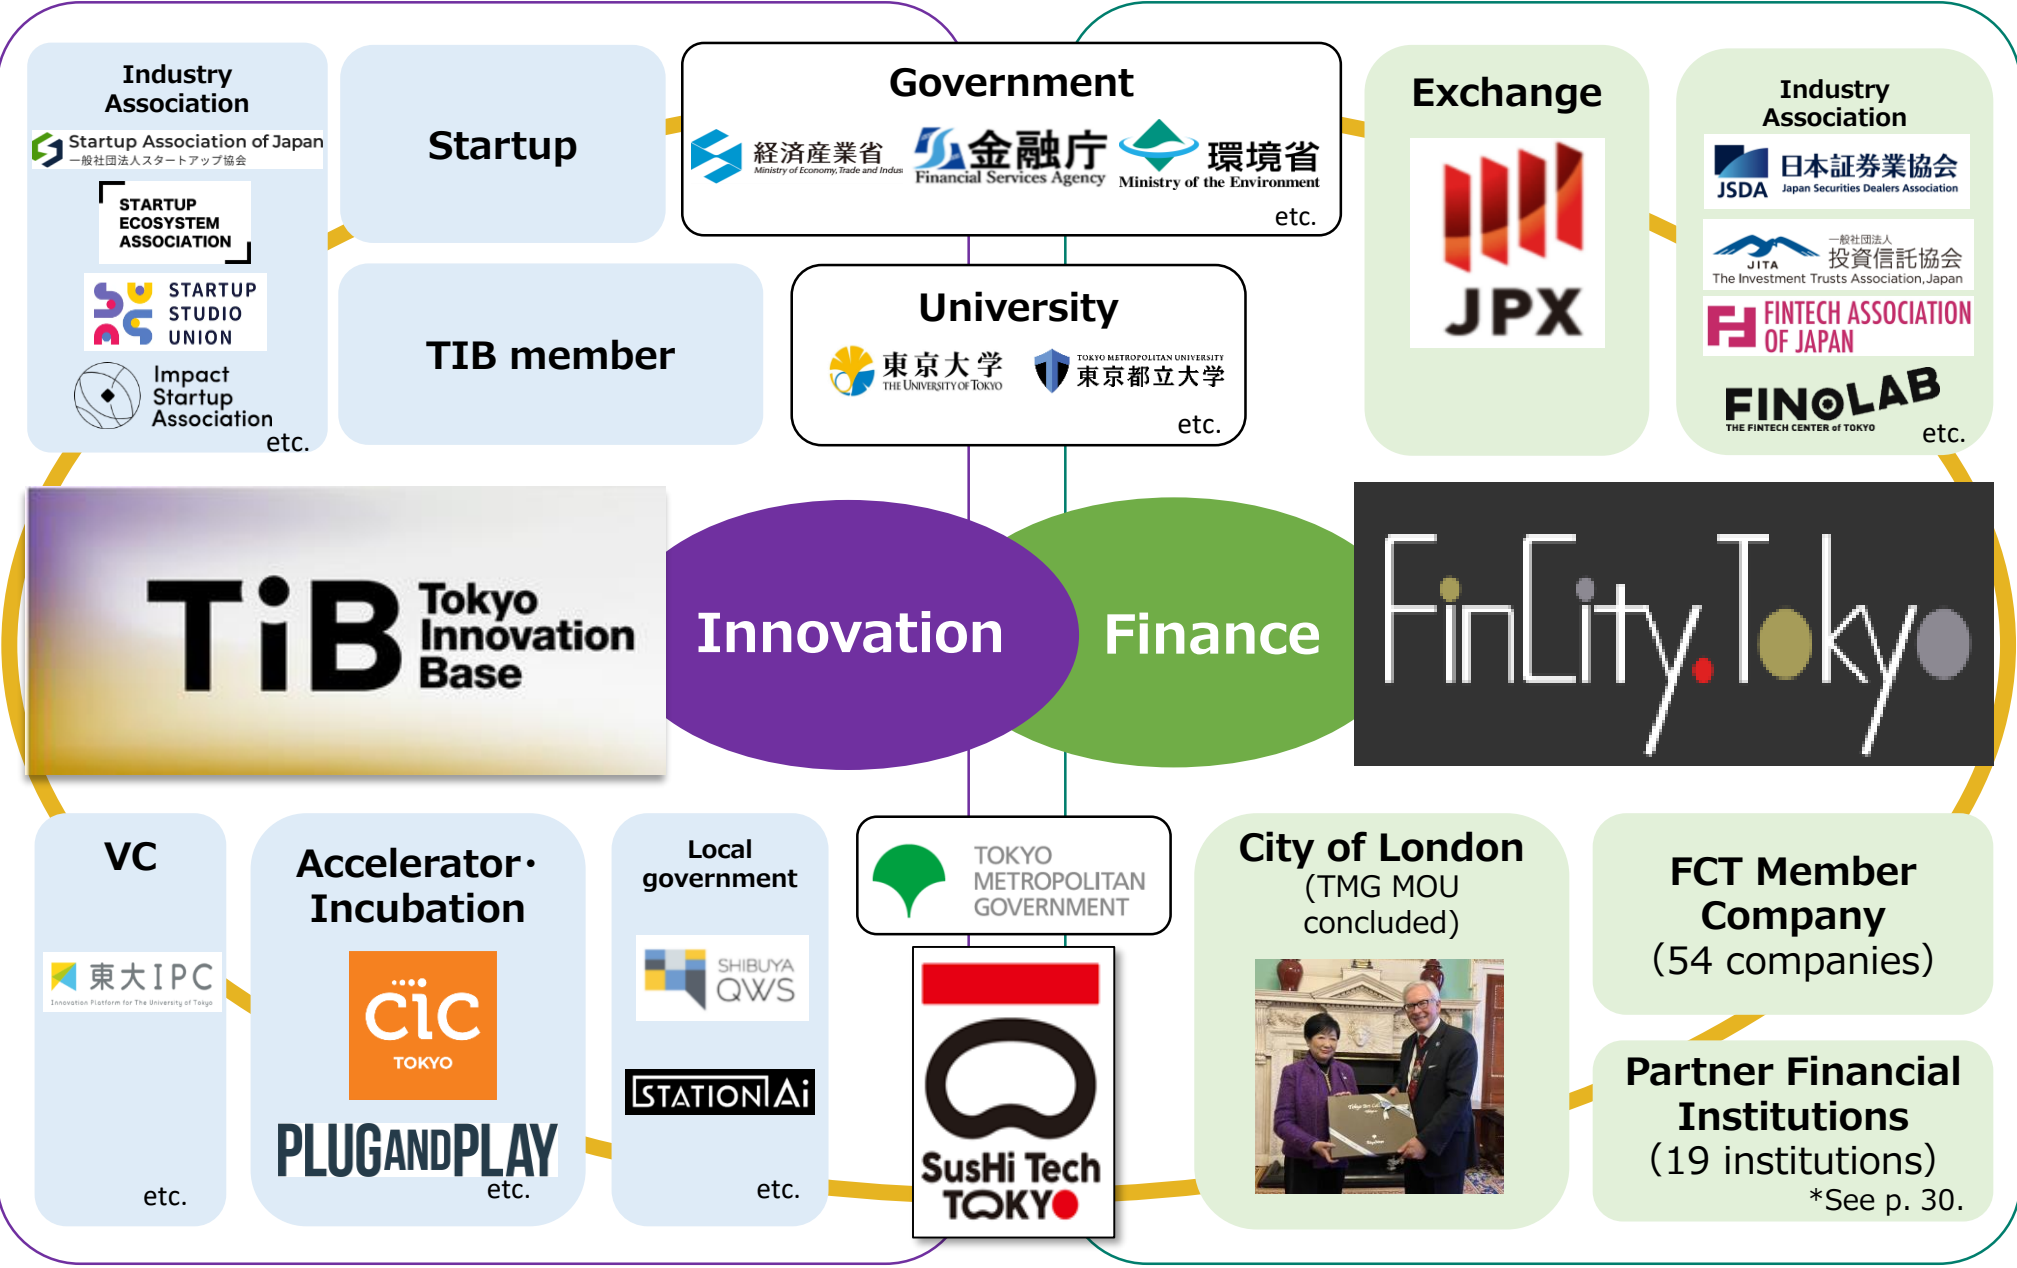 Industry
Association
Startup Association of Japan
一般社団法人スタートアップ協会
STARTUP
ECOSYSTEM
ASSOCIATION
STARTUP
STUDIO
UNION
Impact
Startup
Association
etc.
Startup
TIB member
Government
経済産業省
Ministry of Economy, Trade and Indus
金融庁
Financial Services Agency
環境省
Ministry of the Environment
etc.
University
東京大学
THE UNIVERSITY OF TOKYO
TOKYO METROPOLITAN UNIVERSITY
東京都立大学
etc.
Exchange
JPX
Industry
Association
JSDA
日本証券業協会
Japan Securities Dealers Association
JITA
一般社団法人
投資信託協会
The Investment Trusts Association, Japan
FINTECH ASSOCIATION
OF JAPAN
FINOLAB
THE FINTECH CENTER of TOKYO
etc.
TiB
Tokyo
Innovation
Base
Innovation
Finance
FinCity.Tokyo
VC
東大IPC
Innovation Platform for The University of Tokyo
etc.
Accelerator・
Incubation
CiC
TOKYO
PLUGANDPLAY
etc.
Local
government
SHIBUYA
QWS
STATION Ai
etc.
TOKYO
METROPOLITAN
GOVERNMENT
SusHi Tech
TOKYO
City of London
(TMG MOU
concluded)
FCT Member
Company
(54 companies)
Partner Financial
Institutions
(19 institutions)
*See p. 30.